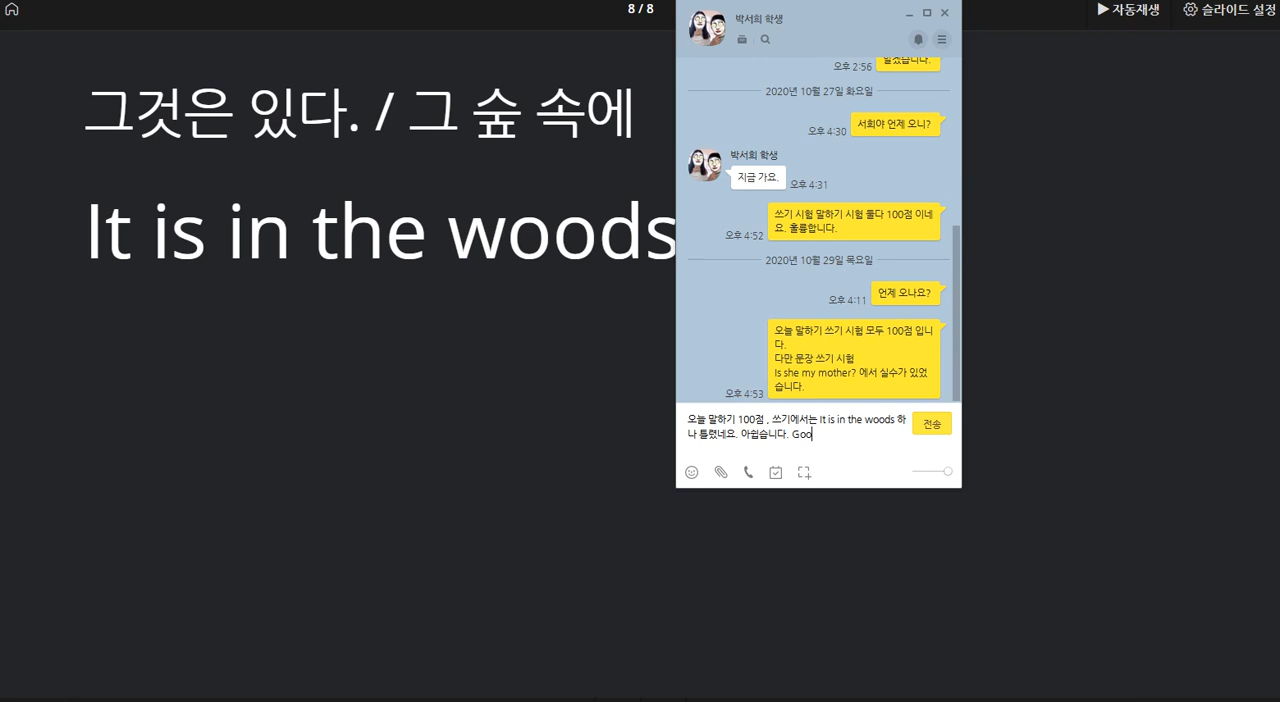 8 / 8
▶ 자동재생
슬라이드 설정
그것은 있다. / 그 숲 속에
It is in the woods
박서희 학생
알겠습니다.
오후 2:56
2020년 10월 27일 화요일
서희야 언제 오니?
오후 4:30
박서희 학생
지금 가요.
오후 4:31
쓰기 시험 말하기 시험 둘다 100점 이네
요. 훌륭합니다.
오후 4:52
2020년 10월 29일 목요일
언제 오나요?
오후 4:11
오늘 말하기 쓰기 시험 모두 100점 입니
다.
다만 문장 쓰기 시험
Is she my mother? 에서 실수가 있었
습니다.
오후 4:53
오늘 말하기 100점 , 쓰기에서는 It is in the woods 하
나 틀렸네요. 아쉽습니다. Goo
전송